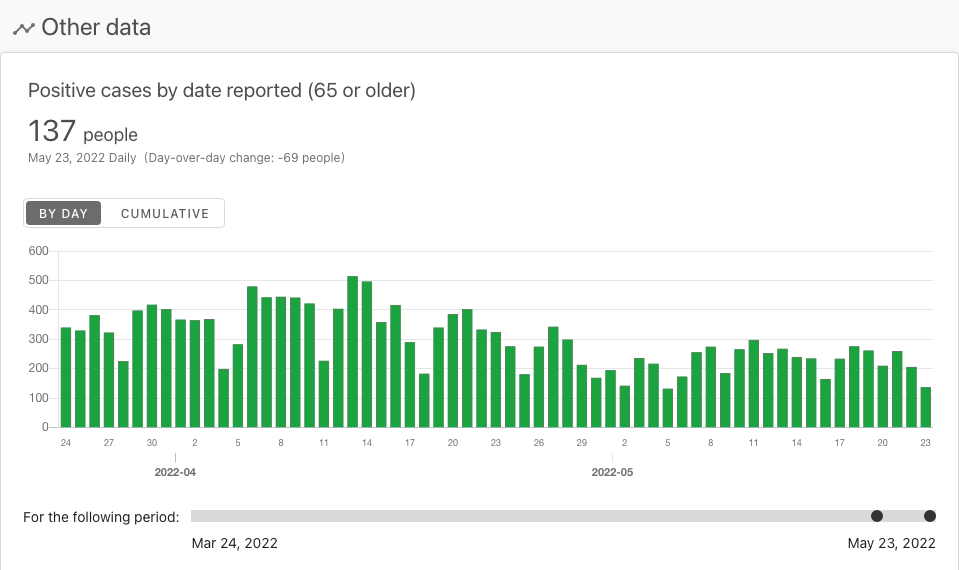 Other data
Positive cases by date reported (65 or older)
137 people
May 23, 2022 Daily (Day-over-day change: -69 people)
BY DAY CUMULATIVE
600
500
400
300
200
100
0
24 27 30 2 5 8 11 14 17 20 23 26 29 2 5 8 11 14 17 20 23
2022-04 2022-05
For the following period:
Mar 24, 2022 May 23, 2022